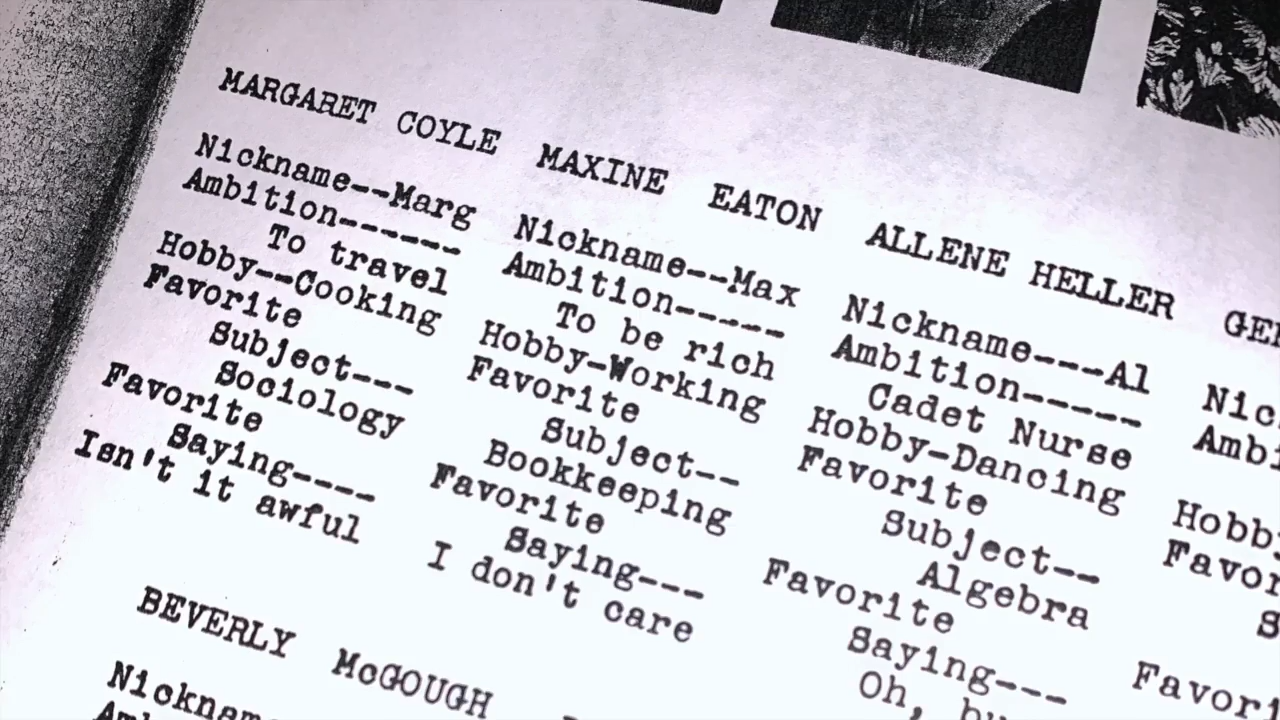 MARGARET COYLE MAXINE EATON ALLENE HELLER
Nickname--Marg
Ambition------
To travel
Hobby--Cooking
Favorite
Subject---
Sociology
Favorite
Saying----
Isn't it awful
Nickname--Max
Ambition-----
To be rich
Hobby-Working
Favorite
Subject--
Bookkeeping
Favorite
Saying---
I don't care
Nickname---Al
Ambition-----
Cadet Nurse
Hobby-Dancing
Favorite
Subject--
Algebra
Favorite
Saying---
Oh,
BEVERLY McGOUGH